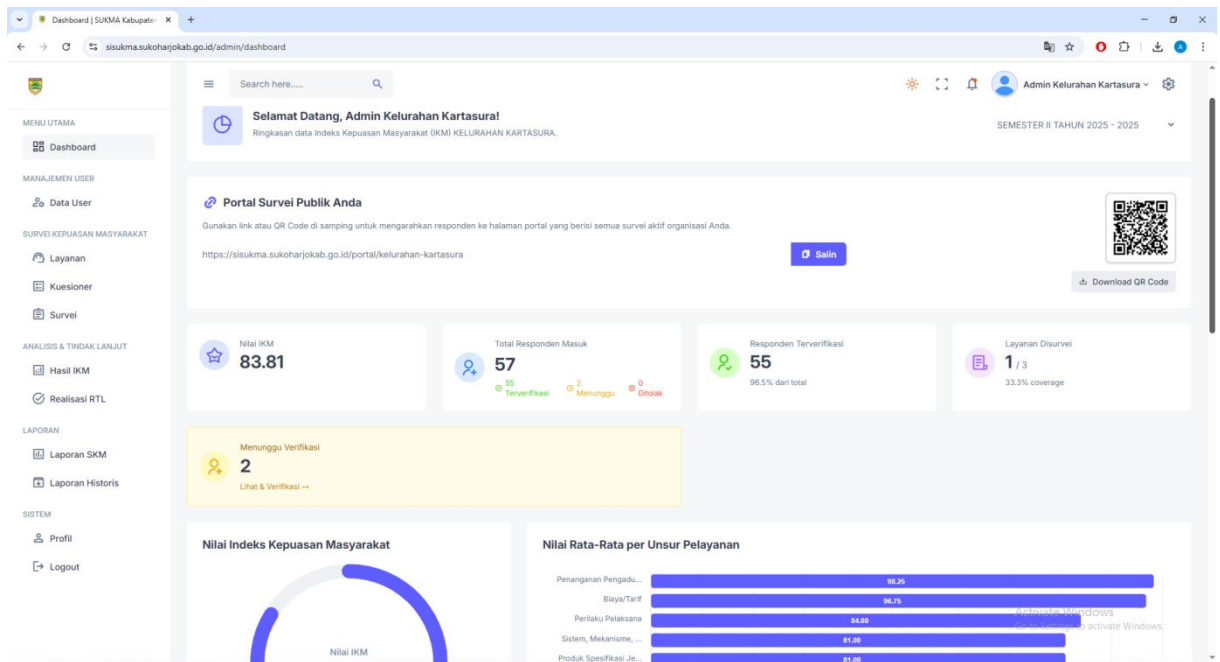 Dashboard | SUKMA Kabupate
sisukma.sukoharjokab.go.id/admin/dashboard
Search here.....
Admin Kelurahan Kartasura
MENU UTAMA
Dashboard
MANAJEMEN USER
Data User
SURVEI KEPUASAN MASYARAKAT
Layanan
Kuesioner
Survei
ANALISIS & TINDAK LANJUT
Hasil IKM
Realisasi RTL
LAPORAN
Laporan SKM
Laporan Historis
SISTEM
Profil
Logout
Selamat Datang, Admin Kelurahan Kartasura!
Ringkasan data Indeks Kepuasan Masyarakat (IKM) KELURAHAN KARTASURA.
SEMESTER II TAHUN 2025 - 2025
Portal Survei Publik Anda
Gunakan link atau QR Code di samping untuk mengarahkan responden ke halaman portal yang berisi semua survei aktif organisasi Anda.
https://sisukma.sukoharjokab.go.id/portal/kelurahan-kartasura
Salin
Download QR Code
Nilai IKM
83.81
Total Responden Masuk
57
55 Terverifikasi
2 Menunggu
0 Ditolak
Responden Terverifikasi
55
96.5% dari total
Layanan Disurvei
1 / 3
33.3% coverage
Menunggu Verifikasi
2
Lihat & Verifikasi →
Nilai Indeks Kepuasan Masyarakat
Nilai IKM
Nilai Rata-Rata per Unsur Pelayanan
Penanganan Pengadu... 98.25
Biaya/Tarif 96.75
Perilaku Pelaksana 84.00
Sistem, Mekanisme, ... 81.00
Produk Spesifikasi Je... 81.00
Activate Windows
Go to Settings to activate Windows.